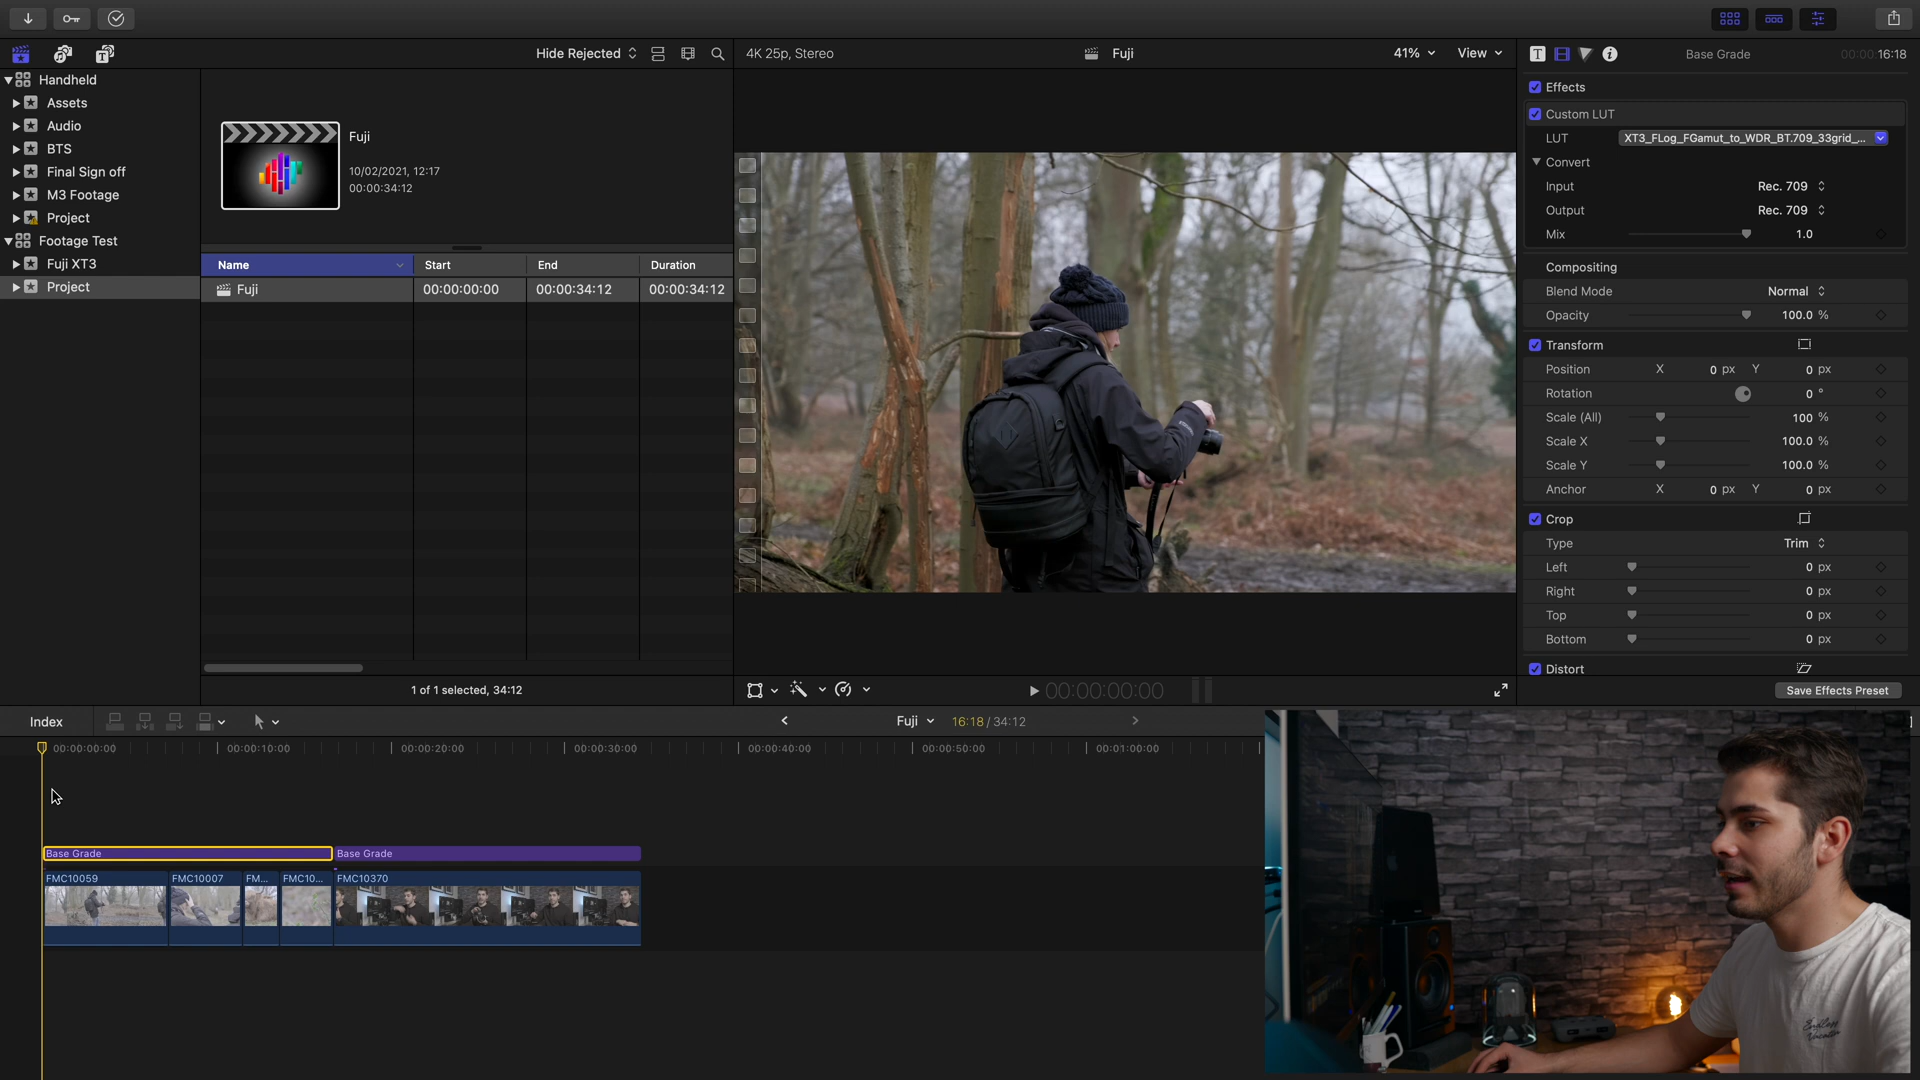 Hide Rejected
4K 25p, Stereo
Fuji
41%
View
Base Grade
00:00:16:18
Handheld
Assets
Audio
BTS
Final Sign off
M3 Footage
Project
Footage Test
Fuji XT3
Project
Fuji
10/02/2021, 12:17
00:00:34:12
Name Start End Duration
Fuji 00:00:00:00 00:00:34:12 00:00:34:12
1 of 1 selected, 34:12
00:00:00:00
Effects
Custom LUT
LUT XT3_FLog_FGamut_to_WDR_BT.709_33grid_...
Convert
Input Rec. 709
Output Rec. 709
Mix 1.0
Compositing
Blend Mode Normal
Opacity 100.0 %
Transform
Position X 0 px Y 0 px
Rotation 0 °
Scale (All) 100 %
Scale X 100.0 %
Scale Y 100.0 %
Anchor X 0 px Y 0 px
Crop
Type Trim
Left 0 px
Right 0 px
Top 0 px
Bottom 0 px
Distort
Save Effects Preset
Index
Fuji
16:18 / 34:12
00:00:00:00 00:00:10:00 00:00:20:00 00:00:30:00 00:00:40:00 00:00:50:00 00:01:00:00
Base Grade Base Grade
FMC10059 FMC10007 FM... FMC10... FMC10370